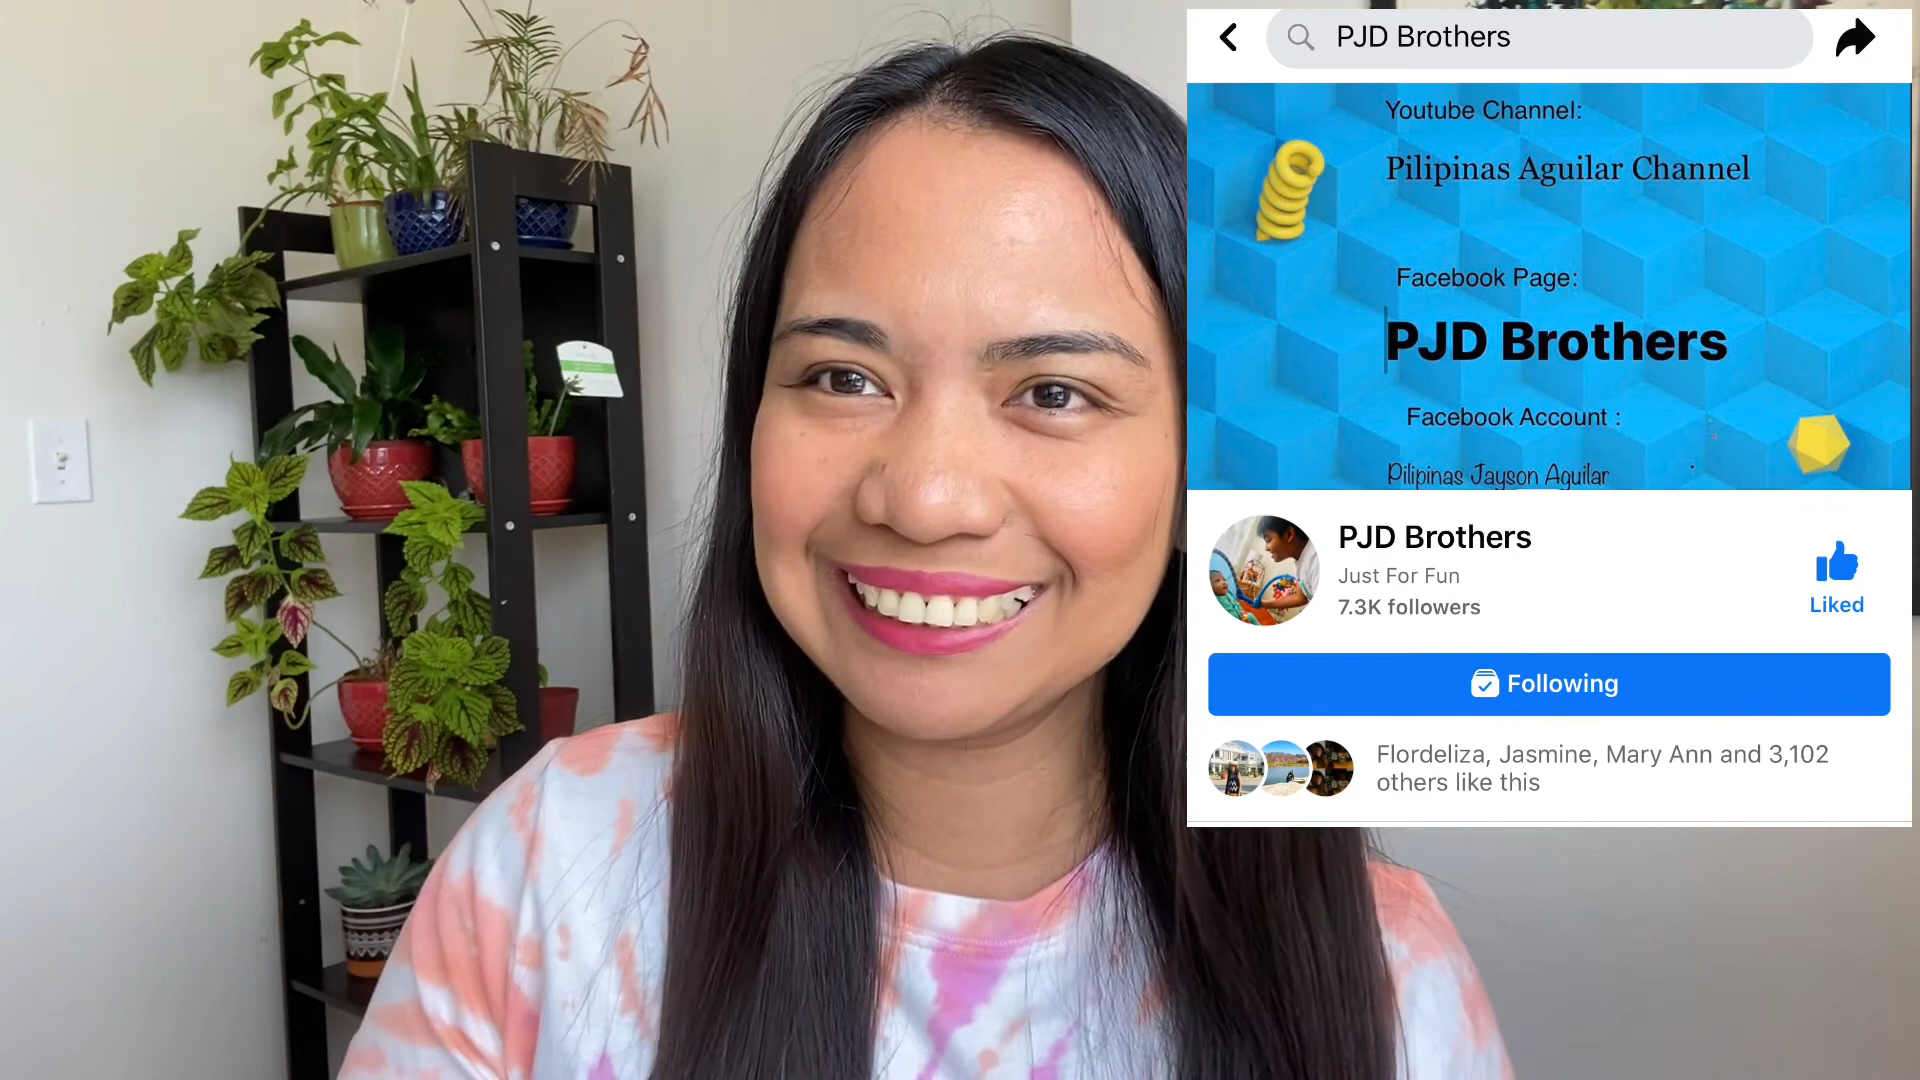 PJD Brothers
Youtube Channel:
Pilipinas Aguilar Channel
Facebook Page:
PJD Brothers
Facebook Account :
Pilipinas Jayson Aguilar
PJD Brothers
Just For Fun
7.3K followers
Liked
Following
Flordeliza, Jasmine, Mary Ann and 3,102
others like this